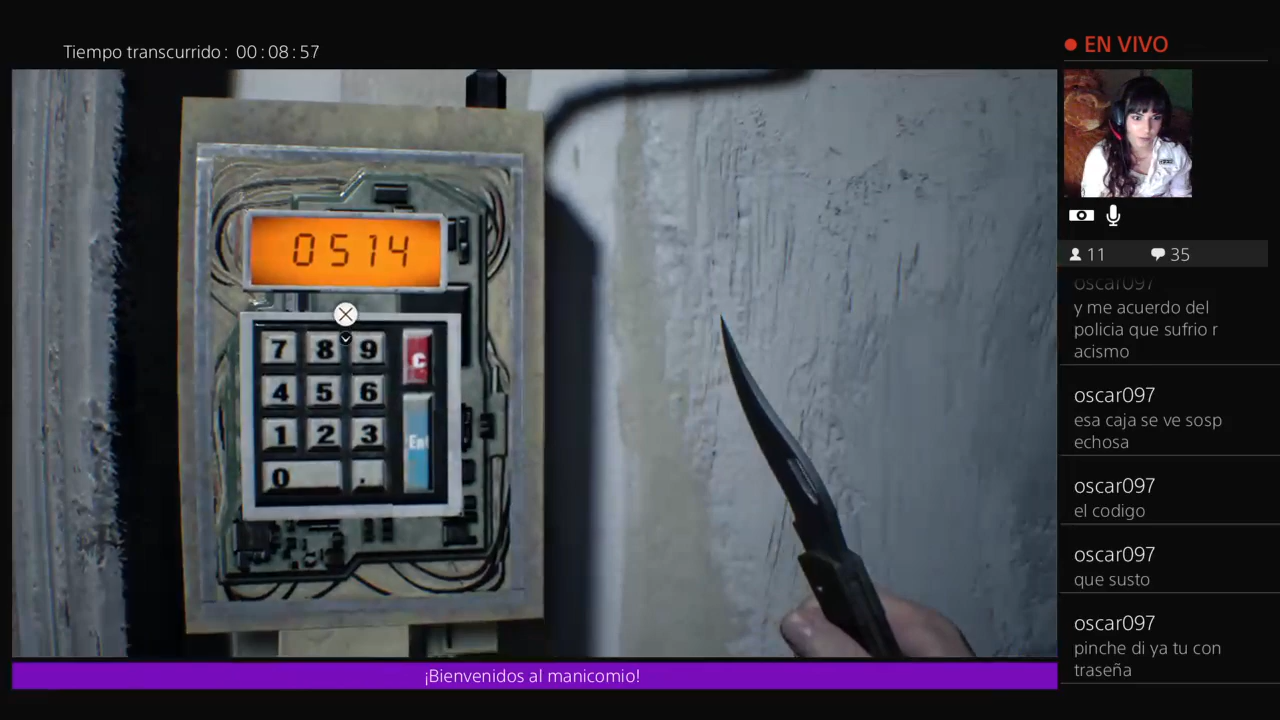 Tiempo transcurrido : 00:08:57
EN VIVO
0514
7 8 9 C
4 5 6 Ent
1 2 3
0 .
11 35
oscar097
y me acuerdo del
policia que sufrio r
acismo
oscar097
esa caja se ve sosp
echosa
oscar097
el codigo
oscar097
que susto
oscar097
pinche di ya tu con
traseña
¡Bienvenidos al manicomio!